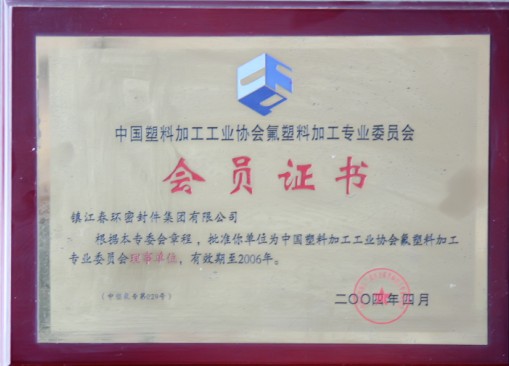 中国塑料加工工业协会氟塑料加工专业委员会
会员证书
镇江春环密封件集团有限公司
根据本专委会章程，批准你单位为中国塑料加工工业协会氟塑料加工
专业委员会理事单位，有效期至2006年。
二〇〇四年四月